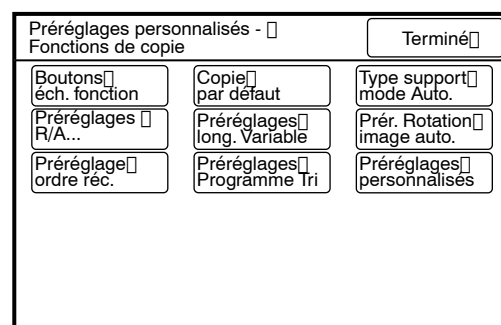 Préréglages personnalisés -
Fonctions de copie
Terminé
Boutons
éch. fonction
Copie
par défaut
Type support
mode Auto.
Préréglages
R/A...
Préréglages
long. Variable
Prér. Rotation
image auto.
Préréglage
ordre réc.
Préréglages
Programme Tri
Préréglages
personnalisés